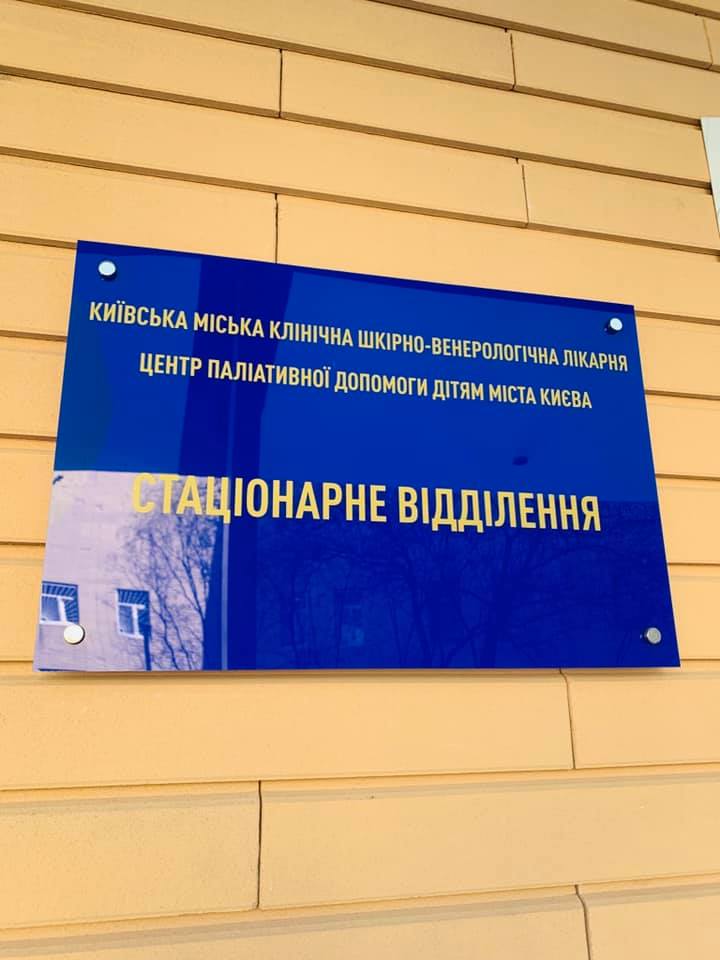 КИЇВСЬКА МІСЬКА КЛІНІЧНА ШКІРНО-ВЕНЕРОЛОГІЧНА ЛІКАРНЯ
ЦЕНТР ПАЛІАТИВНОЇ ДОПОМОГИ ДІТЯМ МІСТА КИЄВА
СТАЦІОНАРНЕ ВІДДІЛЕННЯ